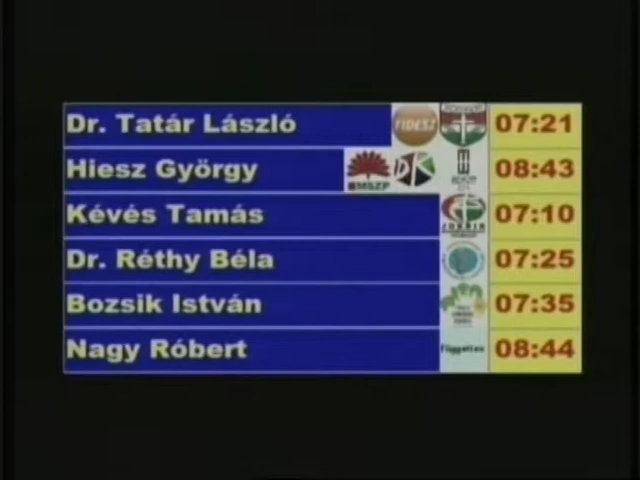 Dr. Tatár László FIDESZ 07:21
Hiesz György MSZP DK 08:43
Kévés Tamás JOBBIK 07:10
Dr. Réthy Béla 07:25
Bozsik István 07:35
Nagy Róbert független 08:44